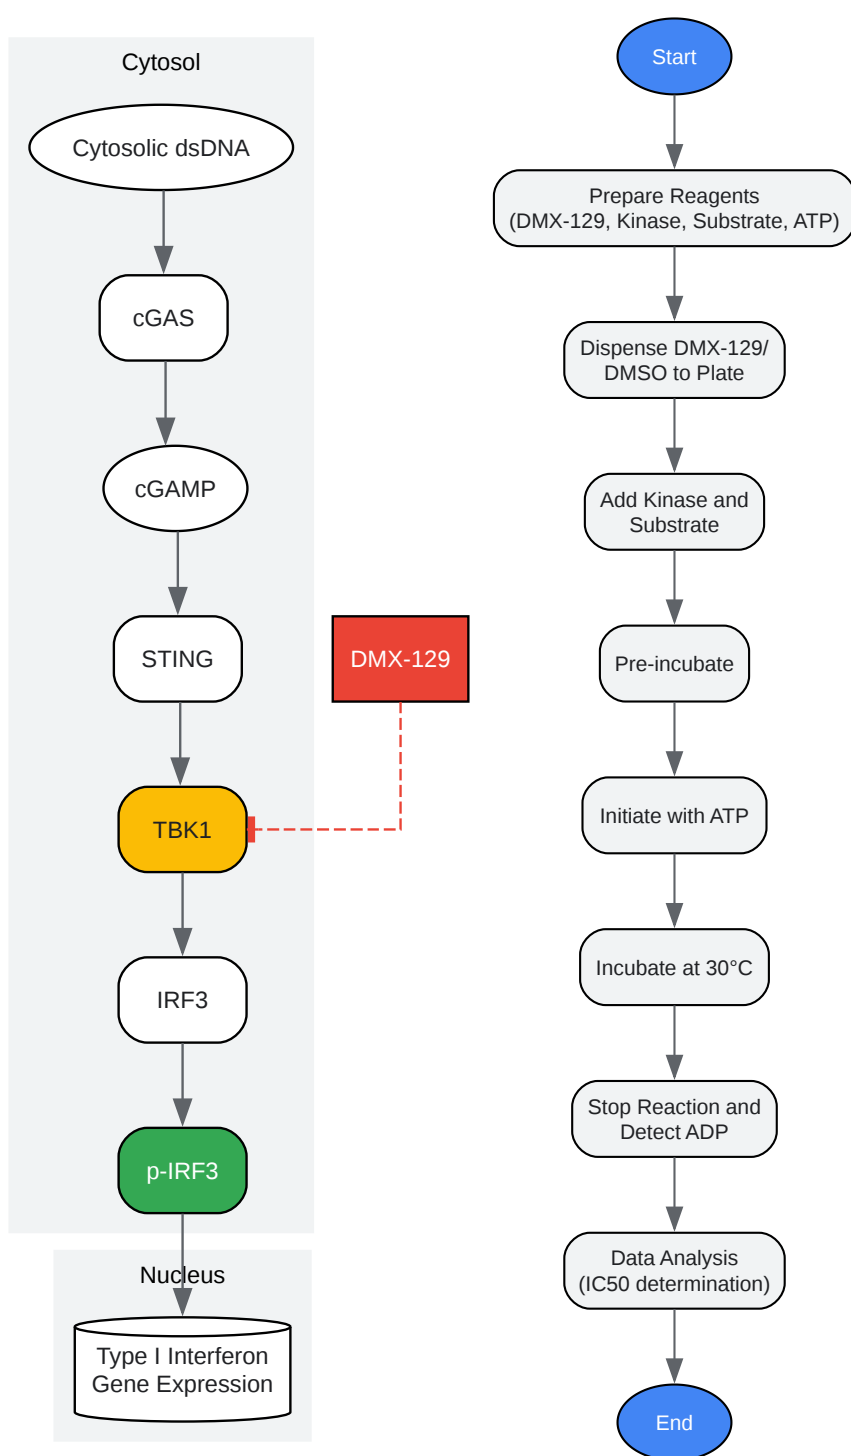 Cytosol
Cytosolic dsDNA
cGAS
cGAMP
STING
DMX-129
TBK1
IRF3
p-IRF3
Nucleus
Type I Interferon
Gene Expression
Start
Prepare Reagents
(DMX-129, Kinase, Substrate, ATP)
Dispense DMX-129/
DMSO to Plate
Add Kinase and
Substrate
Pre-incubate
Initiate with ATP
Incubate at 30°C
Stop Reaction and
Detect ADP
Data Analysis
(IC50 determination)
End